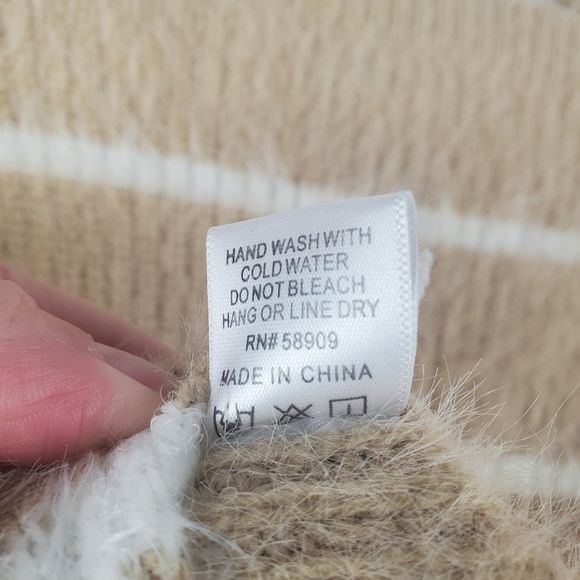 HAND WASH WITH
COLD WATER
DO NOT BLEACH
HANG OR LINE DRY
RN# 58909
MADE IN CHINA